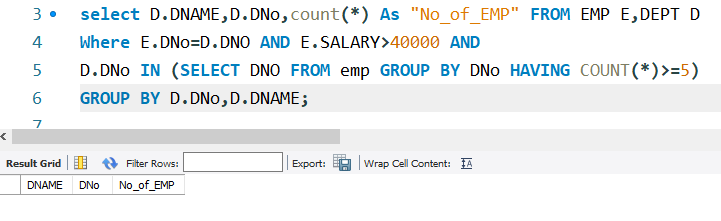 3 select D.DNAME,D.DNo,count(*) As "No_of_EMP" FROM EMP E,DEPT D
4 Where E.DNo=D.DNO AND E.SALARY>40000 AND
5 D.DNo IN (SELECT DNO FROM emp GROUP BY DNo HAVING COUNT(*)>=5)
6 GROUP BY D.DNo,D.DNAME;
7
Result Grid Filter Rows: Export: Wrap Cell Content:
DNAME DNo No_of_EMP